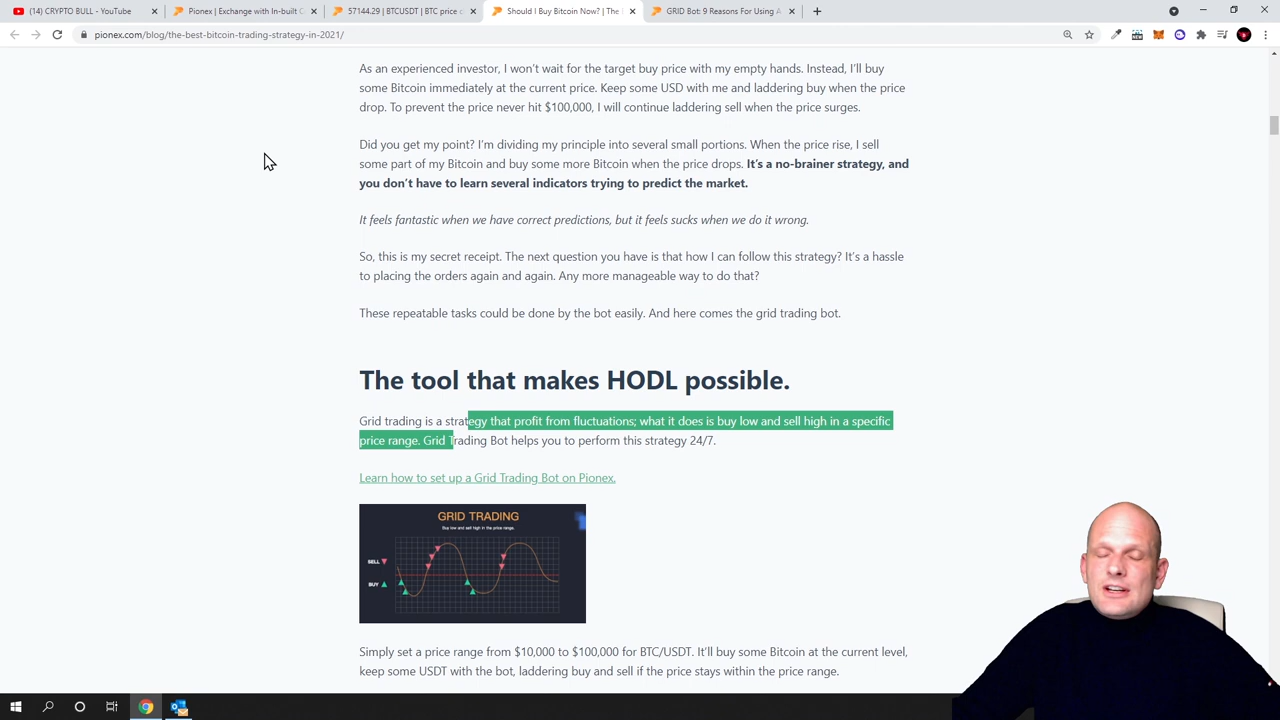 (14) CRYPTO BULL - YouTube
Pionex | Exchange with In-built C
57144.29 | BTCUSDT | BTC price c
Should I Buy Bitcoin Now? | The
GRID Bot: 9 Reasons For Using A
pionex.com/blog/the-best-bitcoin-trading-strategy-in-2021/
As an experienced investor, I won't wait for the target buy price with my empty hands. Instead, I'll buy
some Bitcoin immediately at the current price. Keep some USD with me and laddering buy when the price
drop. To prevent the price never hit $100,000, I will continue laddering sell when the price surges.
Did you get my point? I'm dividing my principle into several small portions. When the price rise, I sell
some part of my Bitcoin and buy some more Bitcoin when the price drops. It's a no-brainer strategy, and
you don't have to learn several indicators trying to predict the market.
It feels fantastic when we have correct predictions, but it feels sucks when we do it wrong.
So, this is my secret receipt. The next question you have is that how I can follow this strategy? It's a hassle
to placing the orders again and again. Any more manageable way to do that?
These repeatable tasks could be done by the bot easily. And here comes the grid trading bot.
The tool that makes HODL possible.
Grid trading is a strategy that profit from fluctuations; what it does is buy low and sell high in a specific
price range. Grid Trading Bot helps you to perform this strategy 24/7.
Learn how to set up a Grid Trading Bot on Pionex.
GRID TRADING
Buy low and sell high in the price range.
SELL
BUY
Simply set a price range from $10,000 to $100,000 for BTC/USDT. It'll buy some Bitcoin at the current level,
keep some USDT with the bot, laddering buy and sell if the price stays within the price range.